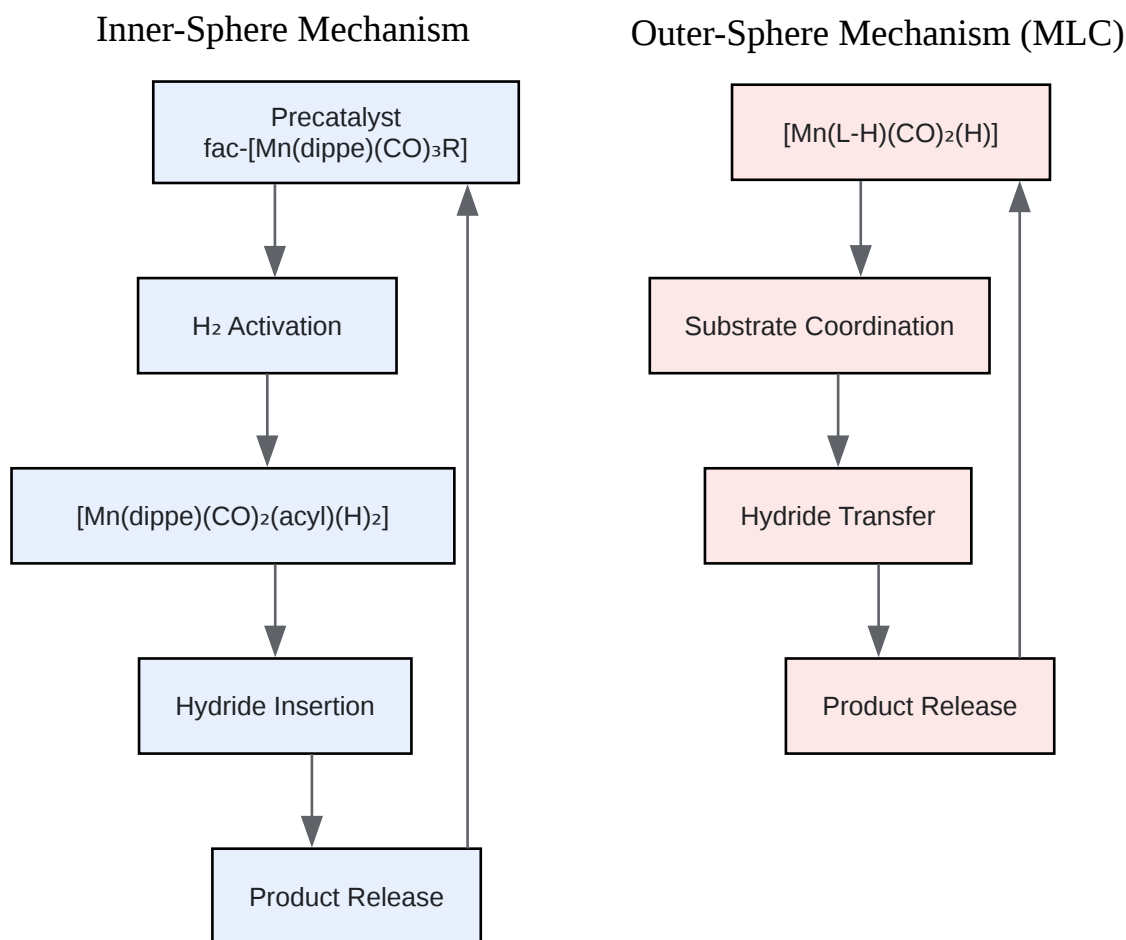 Inner-Sphere Mechanism
Precatalyst
fac-[Mn(dippe)(CO)₃R]
H₂ Activation
[Mn(dippe)(CO)₂(acyl)(H)₂]
Hydride Insertion
Product Release
Outer-Sphere Mechanism (MLC)
[Mn(L-H)(CO)₂(H)]
Substrate Coordination
Hydride Transfer
Product Release